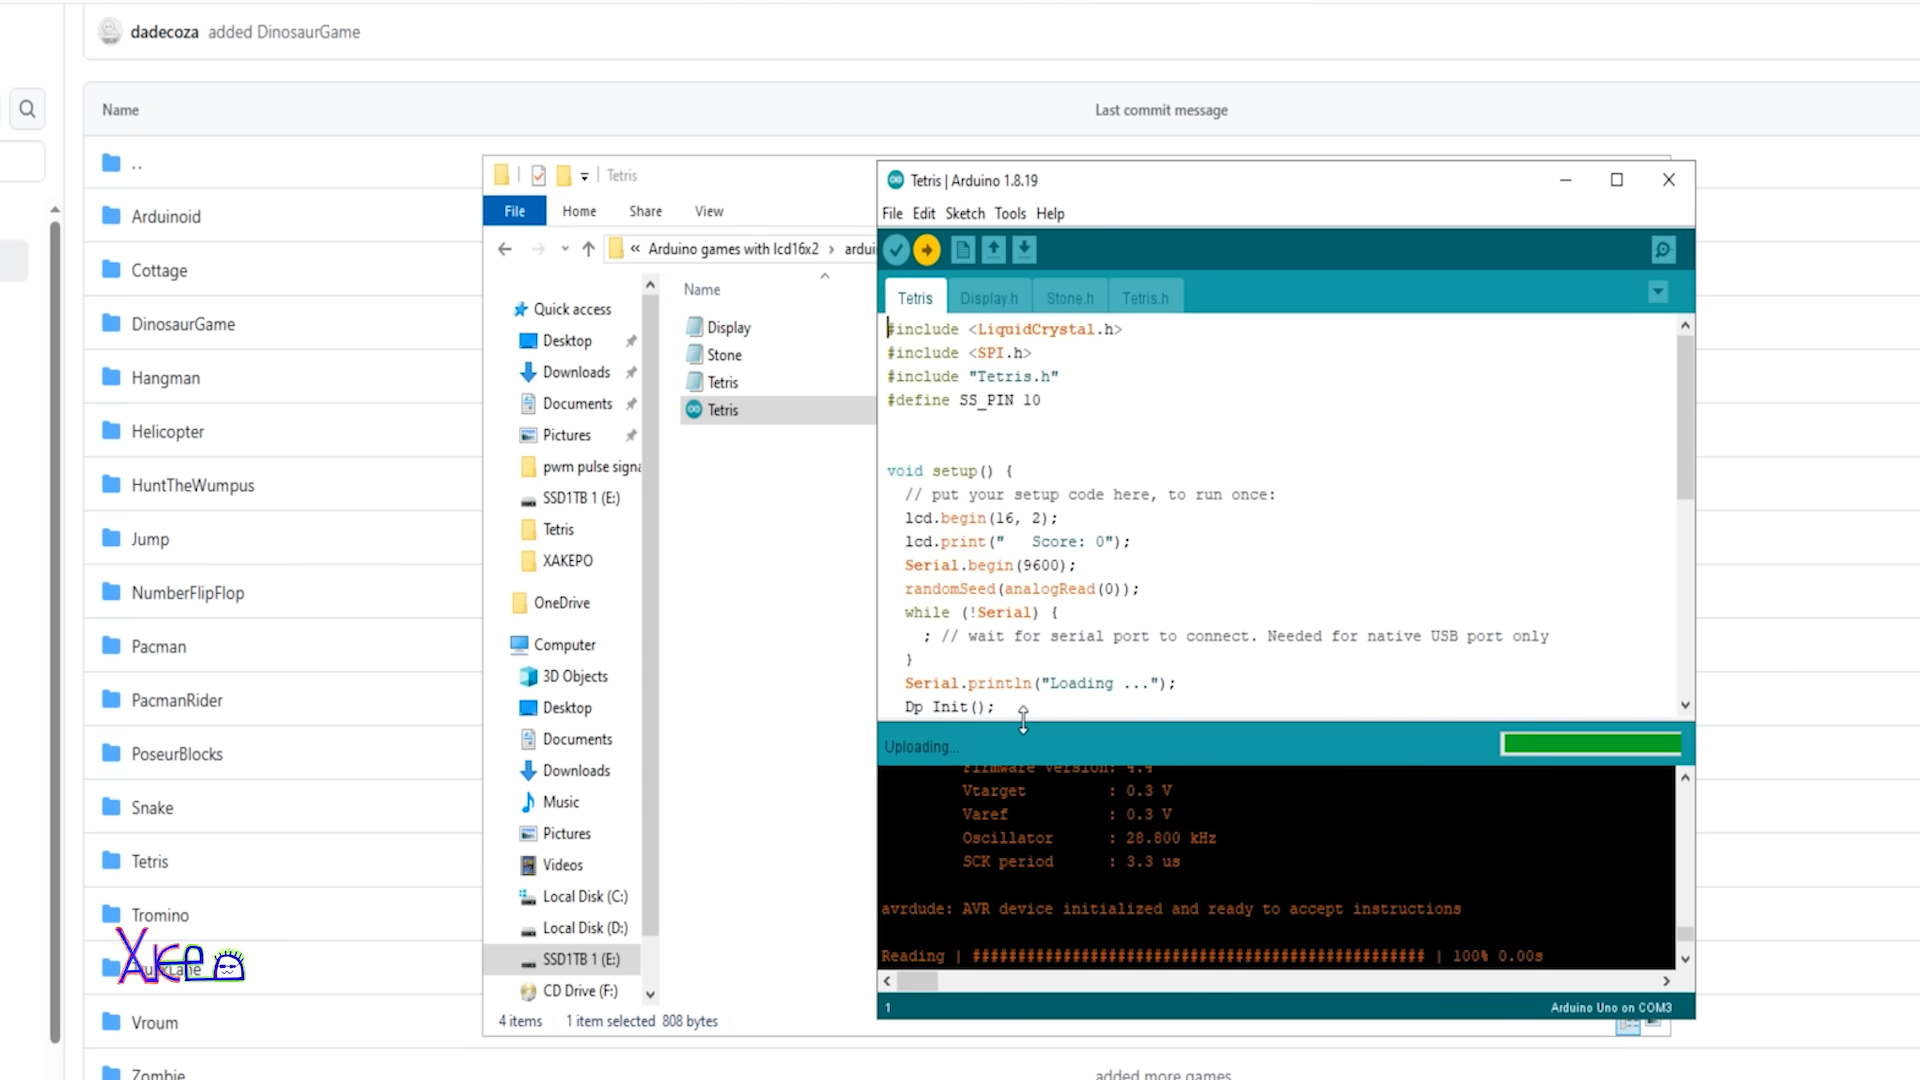 dadecoza added DinosaurGame
Name
Last commit message
..
Arduinoid
Cottage
DinosaurGame
Hangman
Helicopter
HuntTheWumpus
Jump
NumberFlipFlop
Pacman
PacmanRider
PoseurBlocks
Snake
Tetris
Tromino
Vroum
Zombie
added more games
Tetris
File Home Share View
« Arduino games with lcd16x2 › ardui
Quick access
Desktop
Downloads
Documents
Pictures
pwm pulse signa
SSD1TB 1 (E:)
Tetris
XAKEPO
OneDrive
Computer
3D Objects
Desktop
Documents
Downloads
Music
Pictures
Videos
Local Disk (C:)
Local Disk (D:)
SSD1TB 1 (E:)
CD Drive (F:)
Name
Display
Stone
Tetris
Tetris
4 items 1 item selected 808 bytes
Tetris | Arduino 1.8.19
File Edit Sketch Tools Help
Tetris Display.h Stone.h Tetris.h
#include <LiquidCrystal.h>
#include <SPI.h>
#include "Tetris.h"
#define SS_PIN 10
void setup() {
// put your setup code here, to run once:
lcd.begin(16, 2);
lcd.print("   Score: 0");
Serial.begin(9600);
randomSeed(analogRead(0));
while (!Serial) {
; // wait for serial port to connect. Needed for native USB port only
}
Serial.println("Loading ...");
Dp Init();
Uploading...
Firmware Version: 4.4
Vtarget : 0.3 V
Varef : 0.3 V
Oscillator : 28.800 kHz
SCK period : 3.3 us
avrdude: AVR device initialized and ready to accept instructions
Reading | ################################################## | 100% 0.00s
1
Arduino Uno on COM3